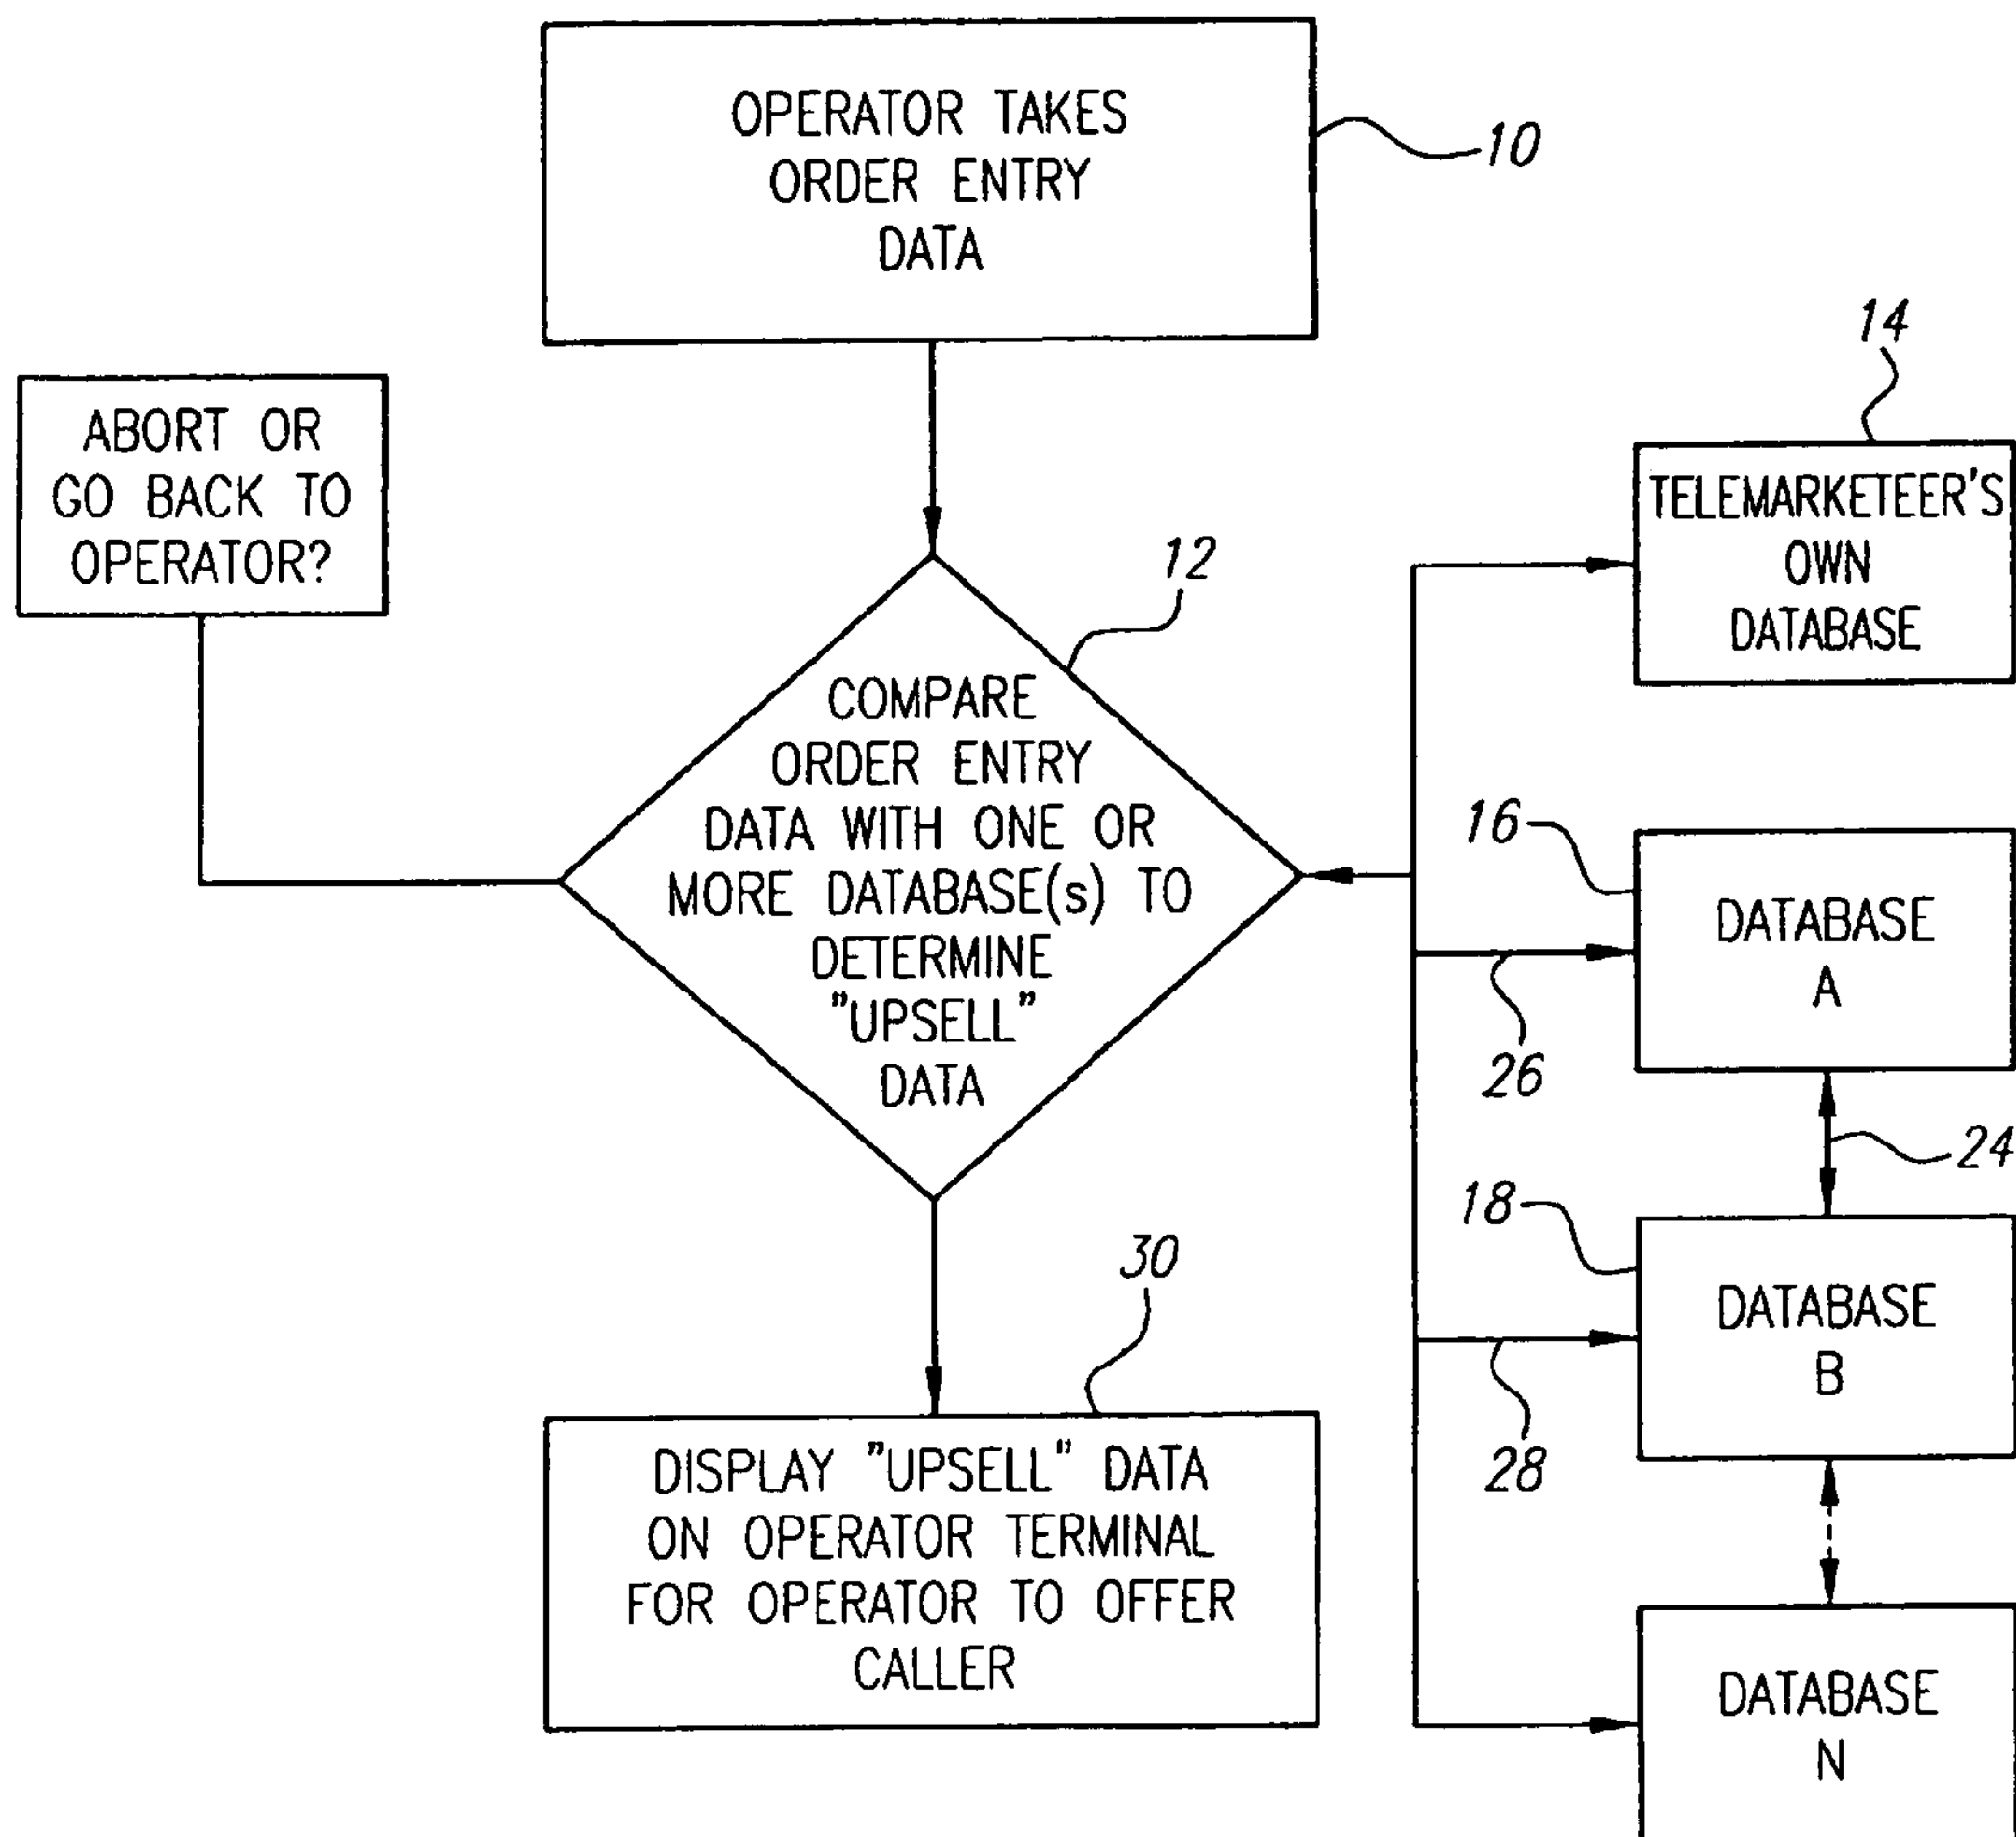 OPERATOR TAKES
ORDER ENTRY
DATA
10
ABORT OR
GO BACK TO
OPERATOR?
12
COMPARE
ORDER ENTRY
DATA WITH ONE OR
MORE DATABASE(s) TO
DETERMINE
"UPSELL"
DATA
14
TELEMARKETEER'S
OWN
DATABASE
16
DATABASE
A
26
24
18
DATABASE
B
28
30
DISPLAY "UPSELL" DATA
ON OPERATOR TERMINAL
FOR OPERATOR TO OFFER
CALLER
DATABASE
N